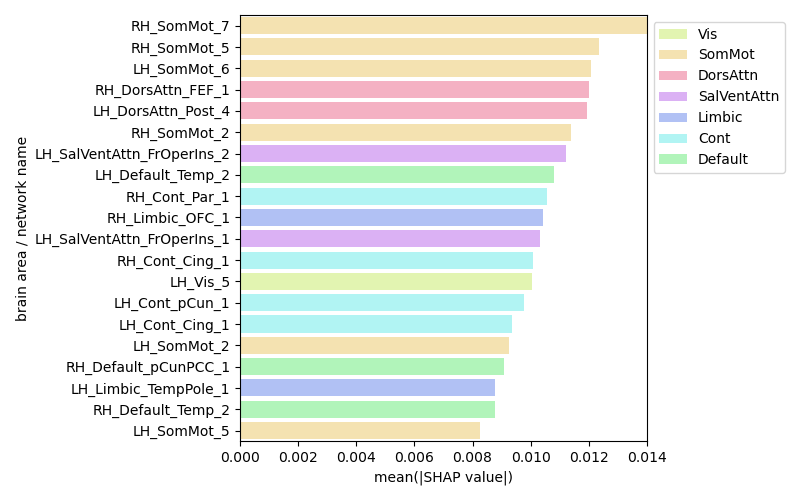 RH_SomMot_7
RH_SomMot_5
LH_SomMot_6
RH_DorsAttn_FEF_1
LH_DorsAttn_Post_4
RH_SomMot_2
LH_SalVentAttn_FrOperIns_2
LH_Default_Temp_2
RH_Cont_Par_1
RH_Limbic_OFC_1
LH_SalVentAttn_FrOperIns_1
RH_Cont_Cing_1
LH_Vis_5
LH_Cont_pCun_1
LH_Cont_Cing_1
LH_SomMot_2
RH_Default_pCunPCC_1
LH_Limbic_TempPole_1
RH_Default_Temp_2
LH_SomMot_5
brain area / network name
0.000 0.002 0.004 0.006 0.008 0.010 0.012 0.014
mean(|SHAP value|)
Vis
SomMot
DorsAttn
SalVentAttn
Limbic
Cont
Default